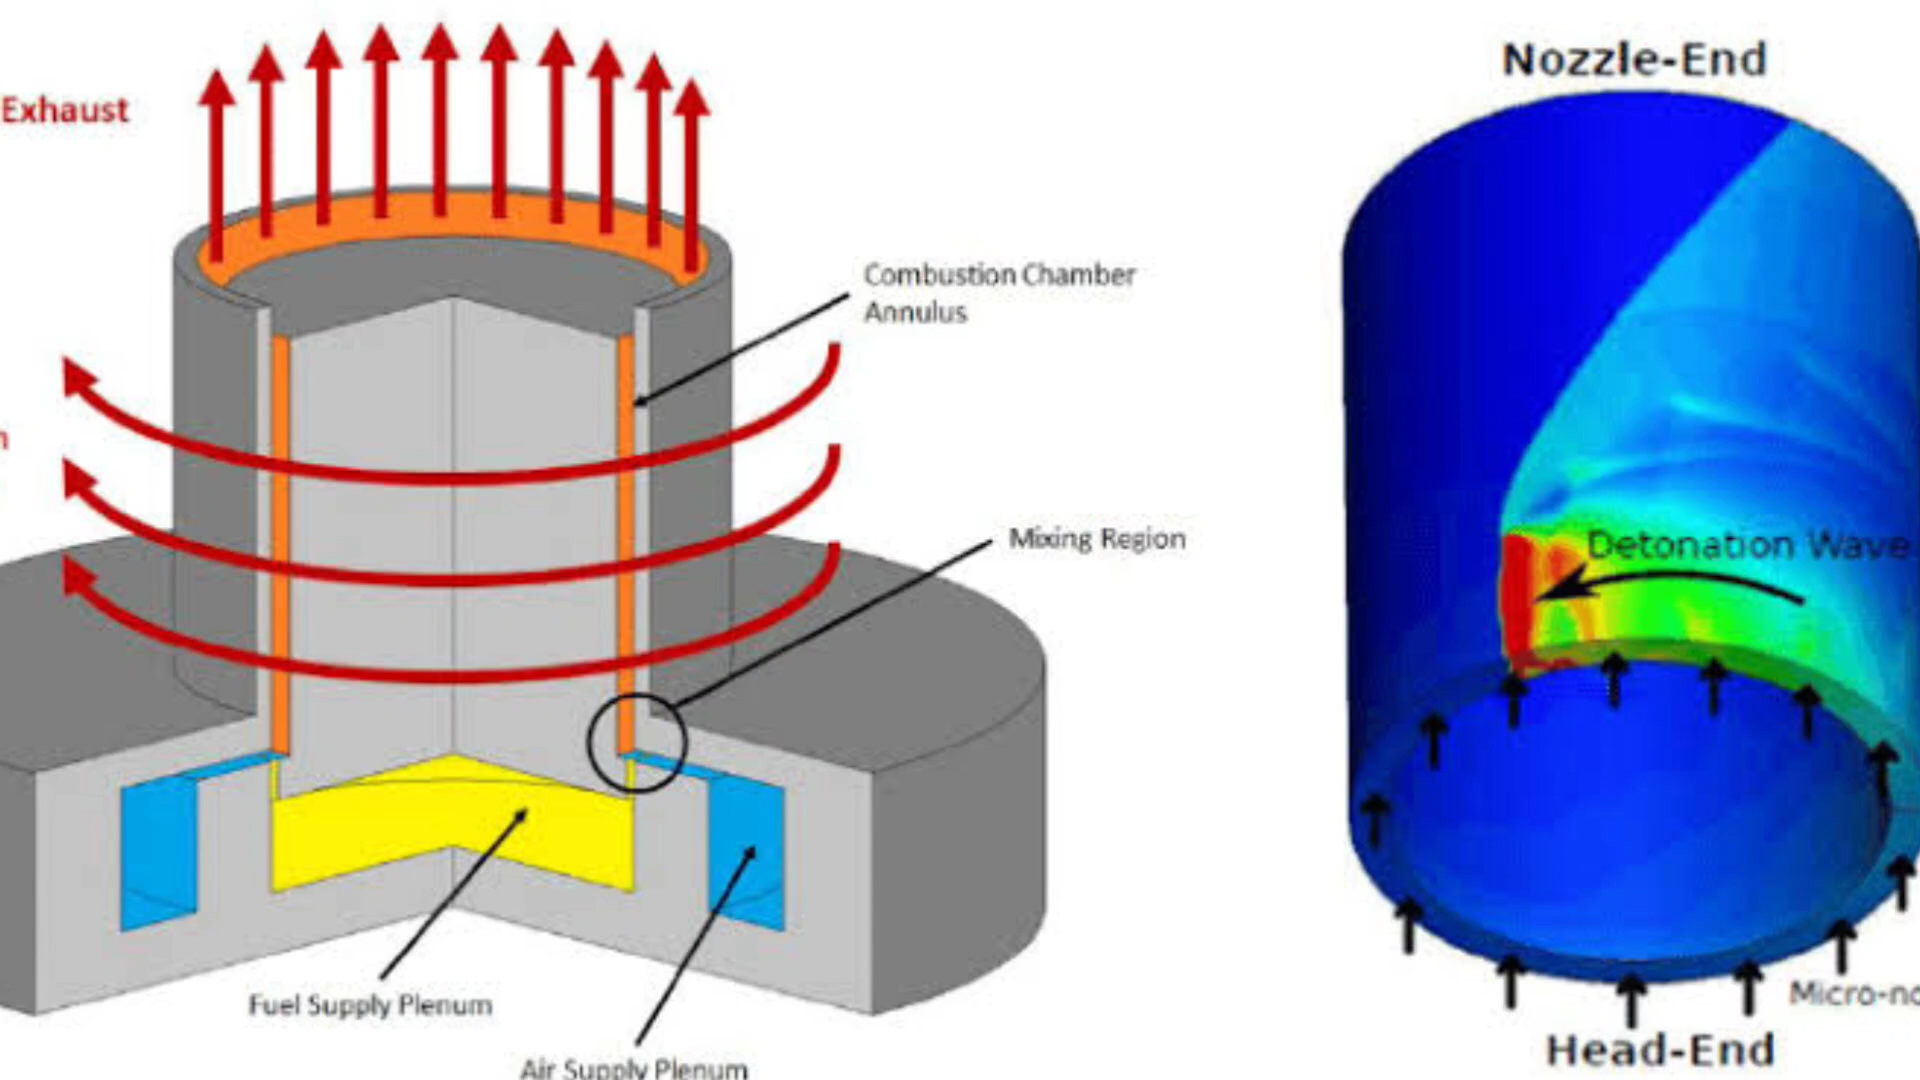 Exhaust
Combustion Chamber
Annulus
Mixing Region
Fuel Supply Plenum
Air Supply Plenum
Nozzle-End
Detonation Wave
Head-End